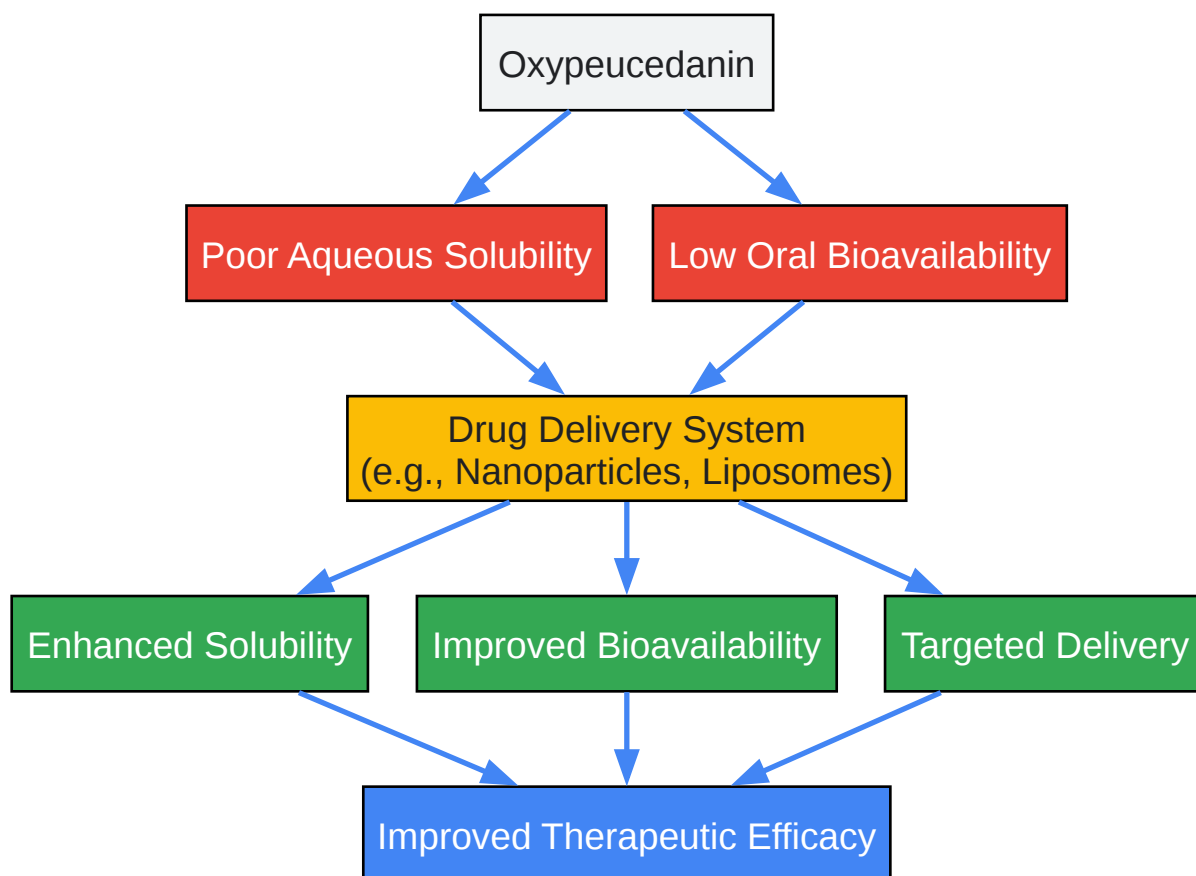 Oxypeucedanin
Poor Aqueous Solubility
Low Oral Bioavailability
Drug Delivery System
(e.g., Nanoparticles, Liposomes)
Enhanced Solubility
Improved Bioavailability
Targeted Delivery
Improved Therapeutic Efficacy